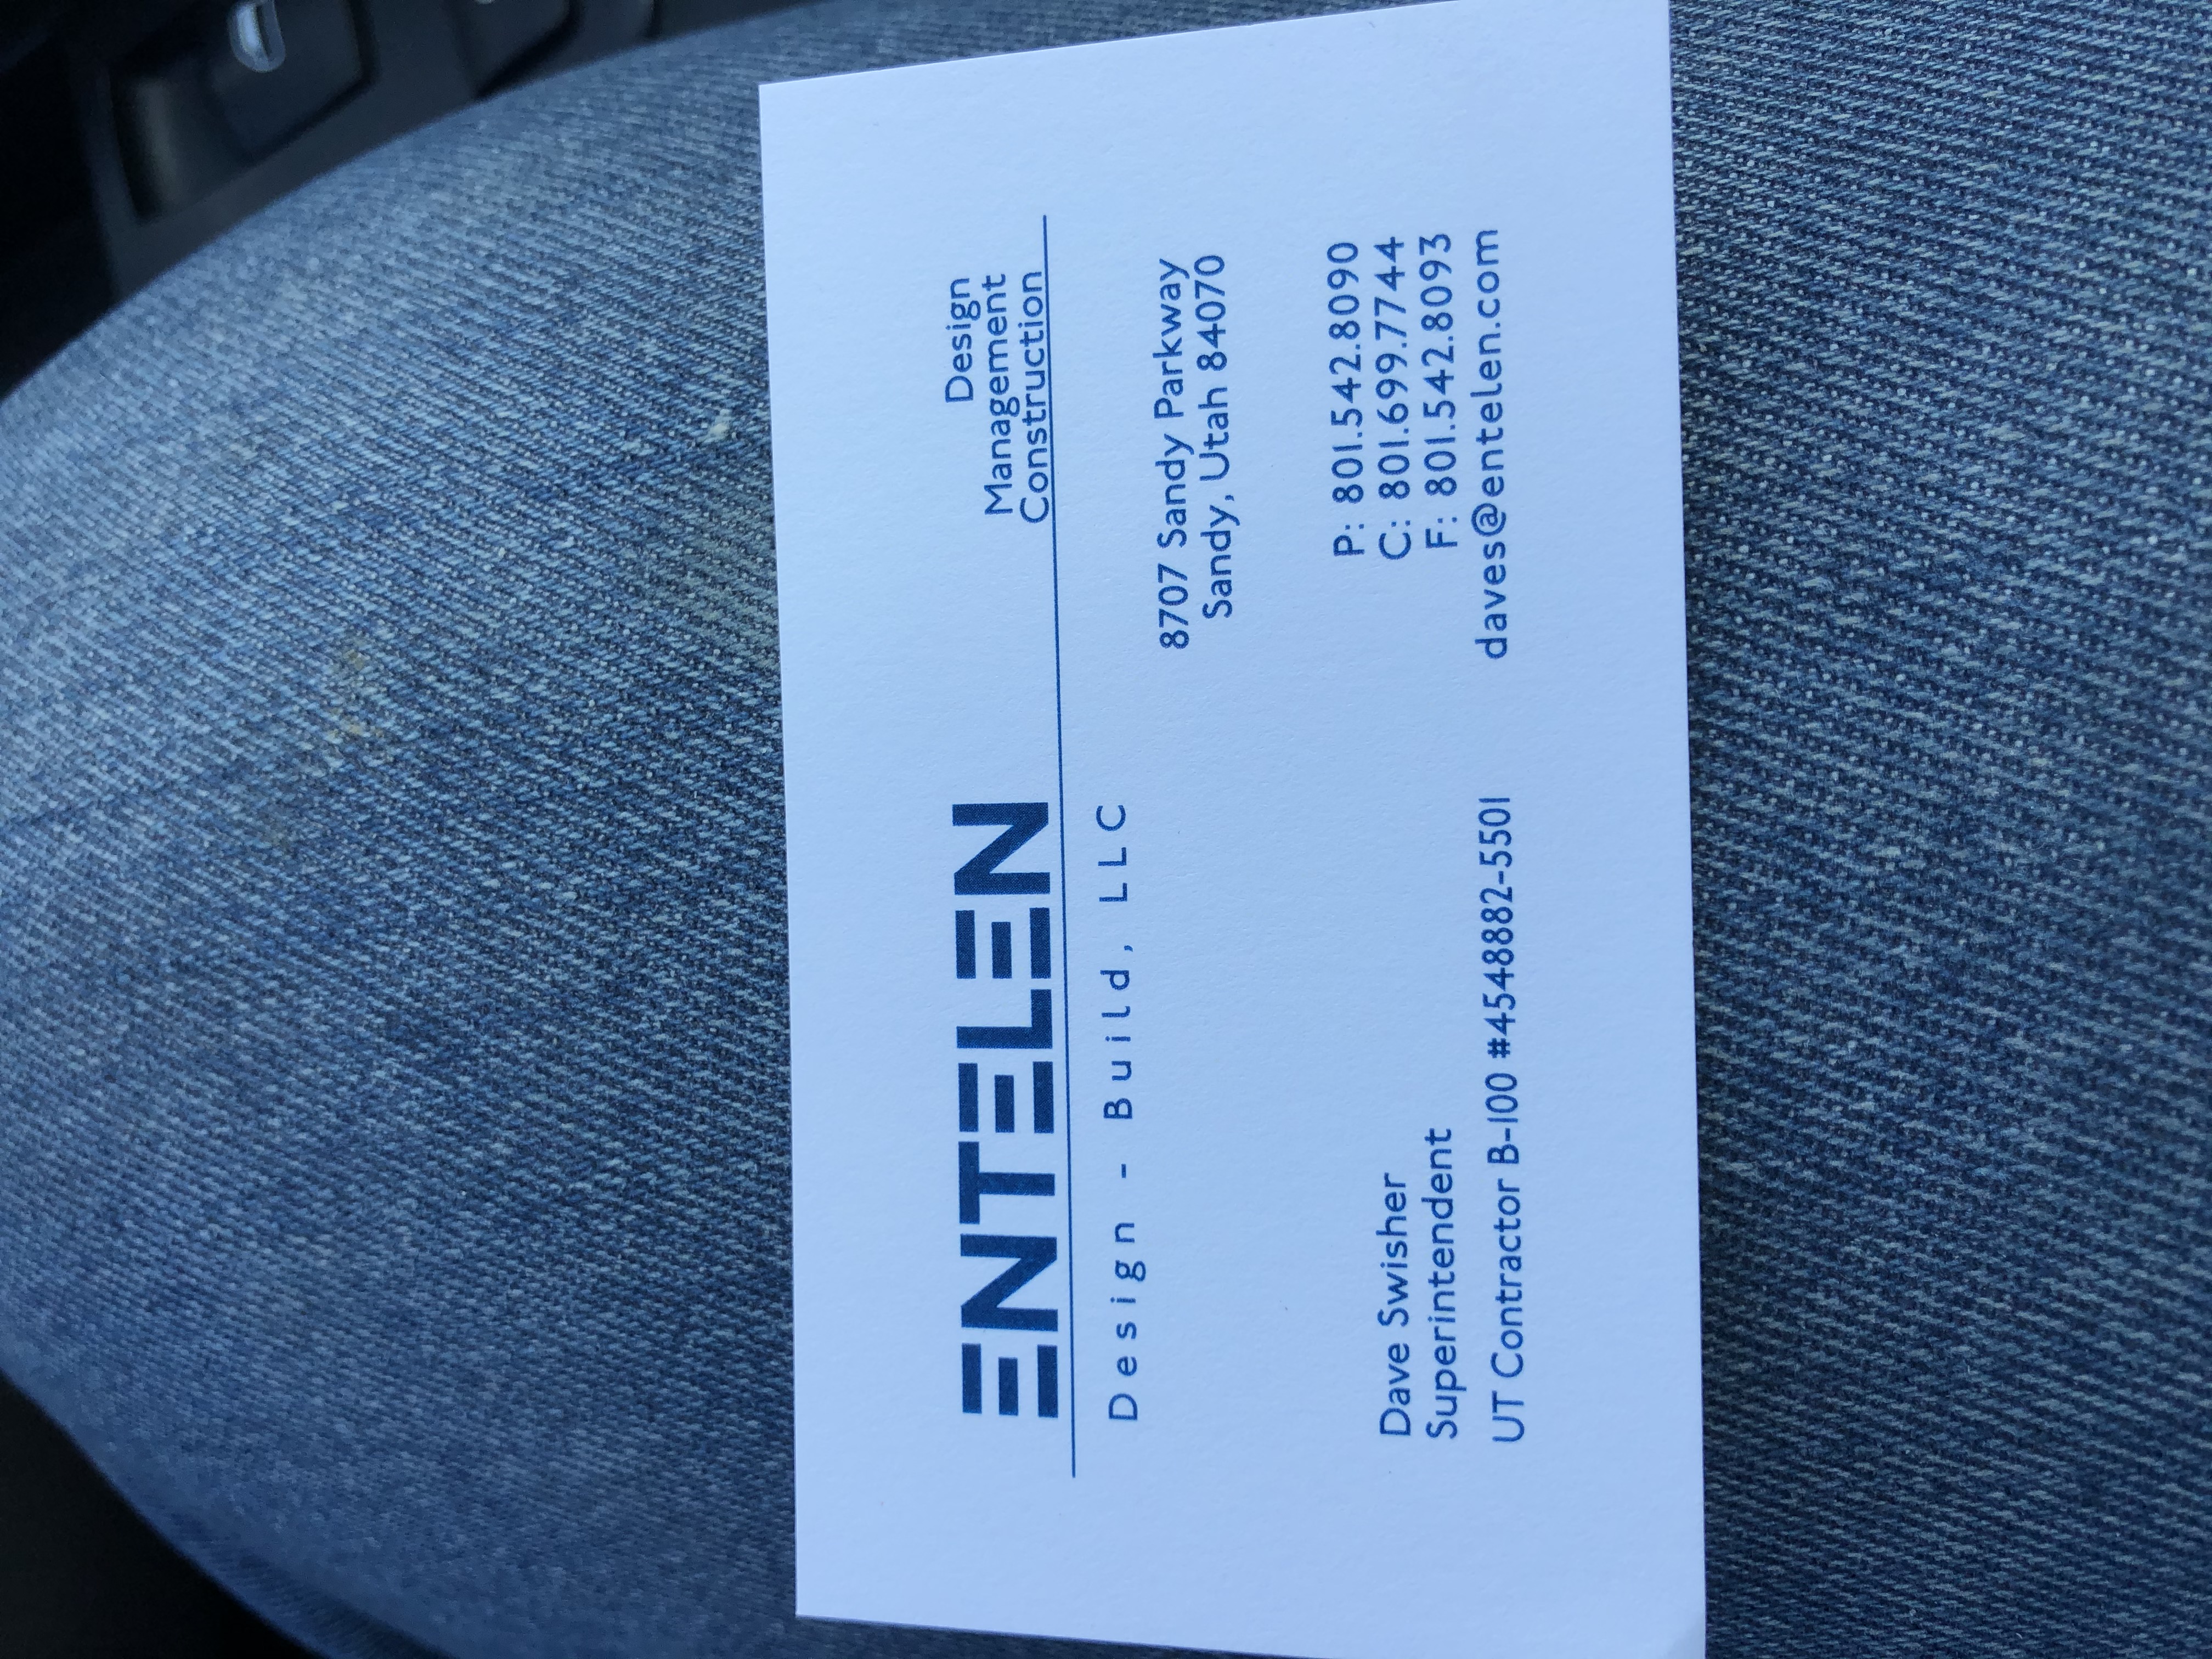 ENTELEN
Design
Management
Construction
Design - Build, LLC
8707 Sandy Parkway
Sandy, Utah 84070
P: 801.542.8090
C: 801.699.7744
F: 801.542.8093
daves@entelen.com
Dave Swisher
Superintendent
UT Contractor B-100 #4548882-5501